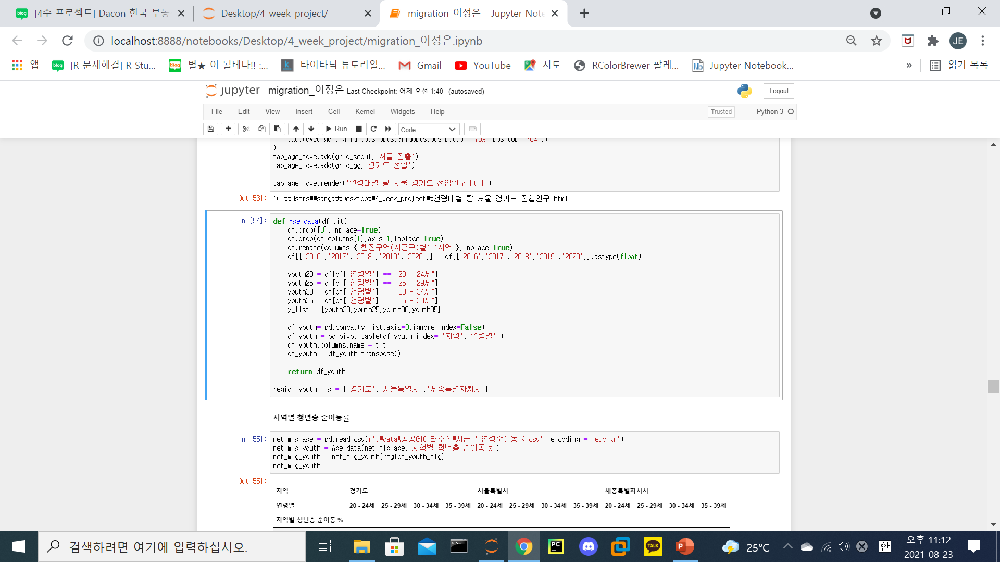 [4주 프로젝트] Dacon 한국 부동
Desktop/4_week_project/
migration_이정은 - Jupyter Note
localhost:8888/notebooks/Desktop/4_week_project/migration_이정은.ipynb
JE
앱
[R 문제해결] R Stu...
별★ 이 될테다!! :...
타이타닉 튜토리얼...
Gmail
YouTube
지도
RColorBrewer 팔레...
Jupyter Notebook...
»
읽기 목록
jupyter
migration_이정은 Last Checkpoint: 어제 오전 1:40 (autosaved)
Logout
File Edit View Insert Cell Kernel Widgets Help
Trusted
Python 3
Run
Code
.add(GyeongGi, grid_opts=opts.GridOpts(pos_bottom='70%',pos_top='70%'))
)
tab_age_move.add(grid_seoul,'서울 전출')
tab_age_move.add(grid_gg,'경기도 전입')
tab_age_move.render('연령대별 탈 서울 경기도 전입인구.html')
Out[53]: 'C:₩₩Users₩₩sanga₩₩Desktop₩₩4_week_project₩₩연령대별 탈 서울 경기도 전입인구.html'
In [54]: def Age_data(df,tit):
df.drop([0],inplace=True)
df.drop(df.columns[1],axis=1,inplace=True)
df.rename(columns={'행정구역(시군구)별':'지역'},inplace=True)
df[['2016','2017','2018','2019','2020']] = df[['2016','2017','2018','2019','2020']].astype(float)
youth20 = df[df['연령별'] == "20 - 24세"]
youth25 = df[df['연령별'] == "25 - 29세"]
youth30 = df[df['연령별'] == "30 - 34세"]
youth35 = df[df['연령별'] == "35 - 39세"]
y_list = [youth20,youth25,youth30,youth35]
df_youth= pd.concat(y_list,axis=0,ignore_index=False)
df_youth = pd.pivot_table(df_youth,index=['지역','연령별'])
df_youth.columns.name = tit
df_youth = df_youth.transpose()
return df_youth
region_youth_mig = ['경기도','서울특별시','세종특별자치시']
지역별 청년층 순이동률
In [55]: net_mig_age = pd.read_csv(r'.₩data₩공공데이터수집₩시군구_연령순이동률.csv', encoding = 'euc-kr')
net_mig_youth = Age_data(net_mig_age,'지역별 청년층 순이동 %')
net_mig_youth = net_mig_youth[region_youth_mig]
net_mig_youth
Out[55]:
지역 경기도 서울특별시 세종특별자치시
연령별 20 - 24세 25 - 29세 30 - 34세 35 - 39세 20 - 24세 25 - 29세 30 - 34세 35 - 39세 20 - 24세 25 - 29세 30 - 34세 35 - 39세
지역별 청년층 순이동 %
검색하려면 여기에 입력하십시오.
25℃
한
오후 11:12
2021-08-23